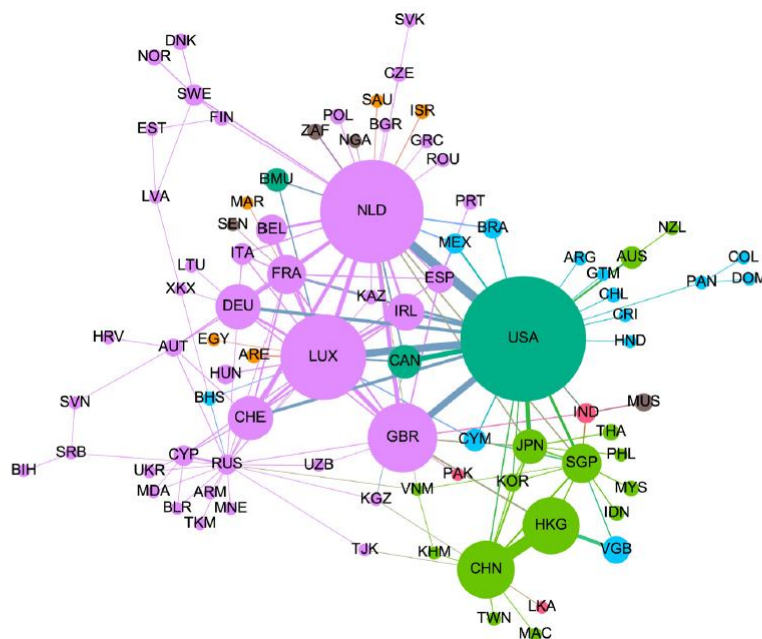 SVK
DNK
NOR
CZE
SWE
SAU
ISR
POL
BGR
FIN
ZAF
EST
NGA
GRC
ROU
BMU
LVA
MAR
NLD
PRT
SEN
BEL
BRA
NZL
MEX
ITA
AUS
ARG
COL
LTU
FRA
ESP
GTM
PAN
DOM
XKX
KAZ
CHL
DEU
IRL
CRI
HRV
EGY
USA
HND
AUT
ARE
LUX
CAN
HUN
BHS
SVN
CHE
IND
MUS
GBR
CYM
THA
SRB
CYP
JPN
BIH
UKR
RUS
UZB
PAK
SGP
PHL
MDA
ARM
KOR
MYS
BLR
MNE
KGZ
VNM
TKM
IDN
HKG
TJK
KHM
VGB
CHN
LKA
TWN
MAC